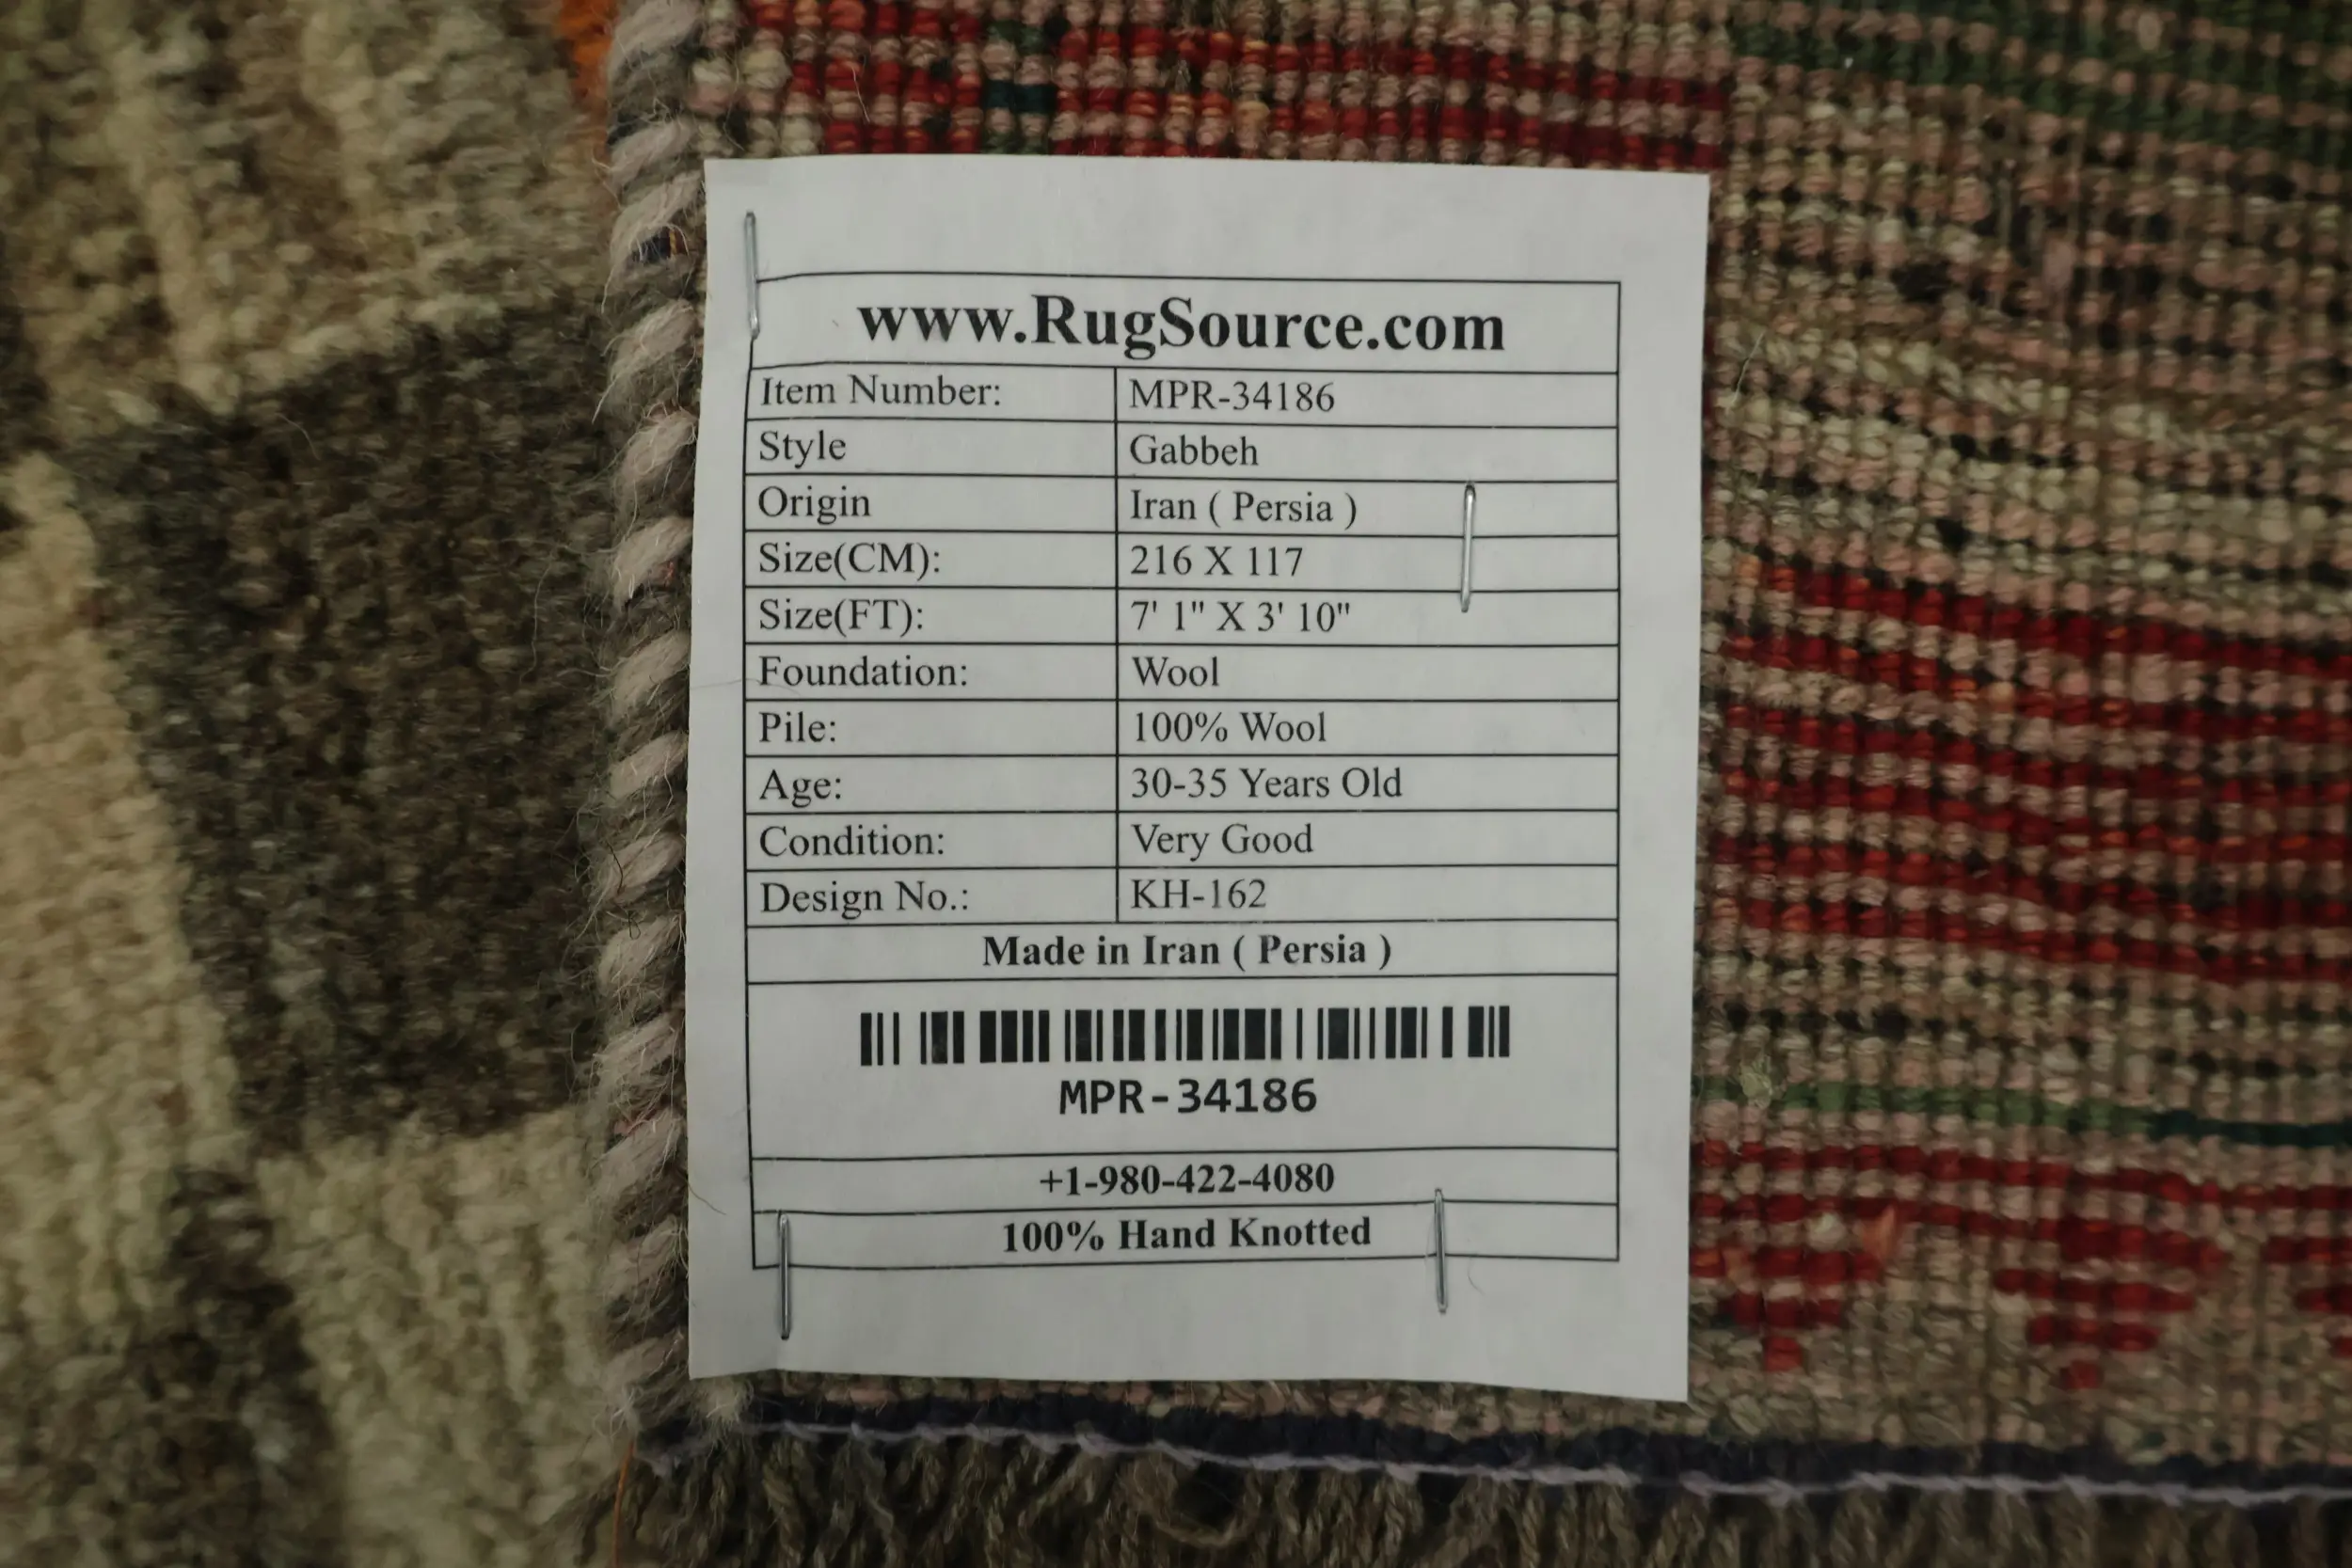 www.RugSource.com
Item Number: MPR-34186
Style Gabbeh
Origin Iran ( Persia )
Size(CM): 216 X 117
Size(FT): 7' 1" X 3' 10"
Foundation: Wool
Pile: 100% Wool
Age: 30-35 Years Old
Condition: Very Good
Design No.: KH-162
Made in Iran ( Persia )
MPR-34186
+1-980-422-4080
100% Hand Knotted